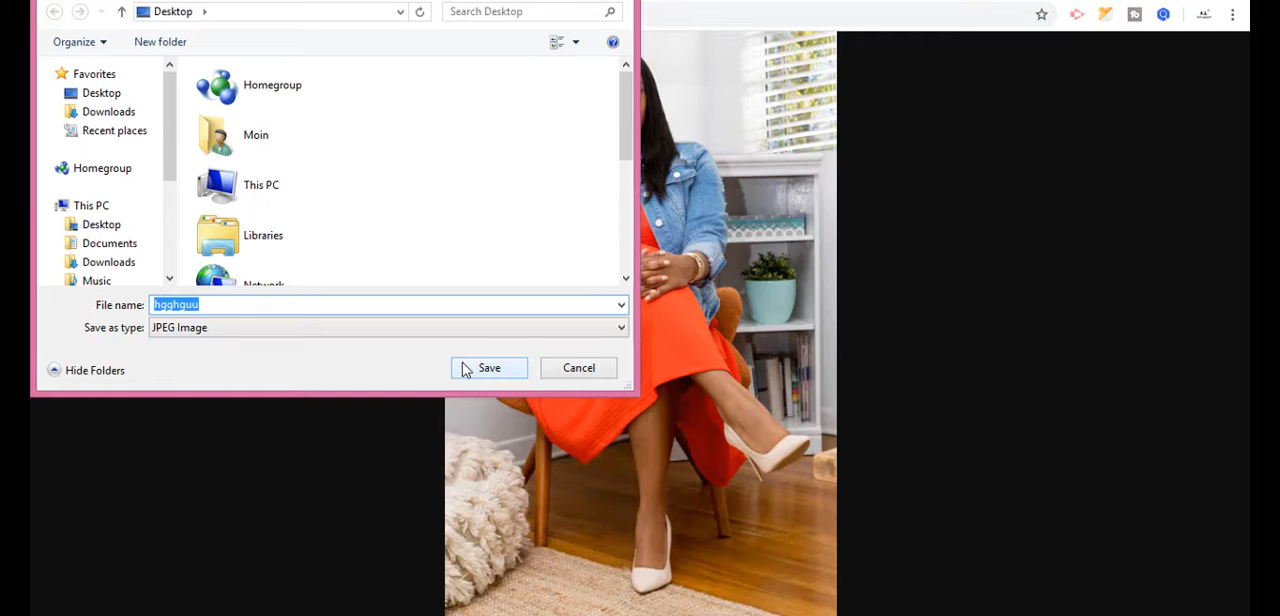 Desktop
Search Desktop
Organize
New folder
Favorites
Desktop
Downloads
Recent places
Homegroup
This PC
Desktop
Documents
Downloads
Music
Homegroup
Moin
This PC
Libraries
Network
File name: hgghguu
Save as type: JPEG Image
Hide Folders
Save
Cancel